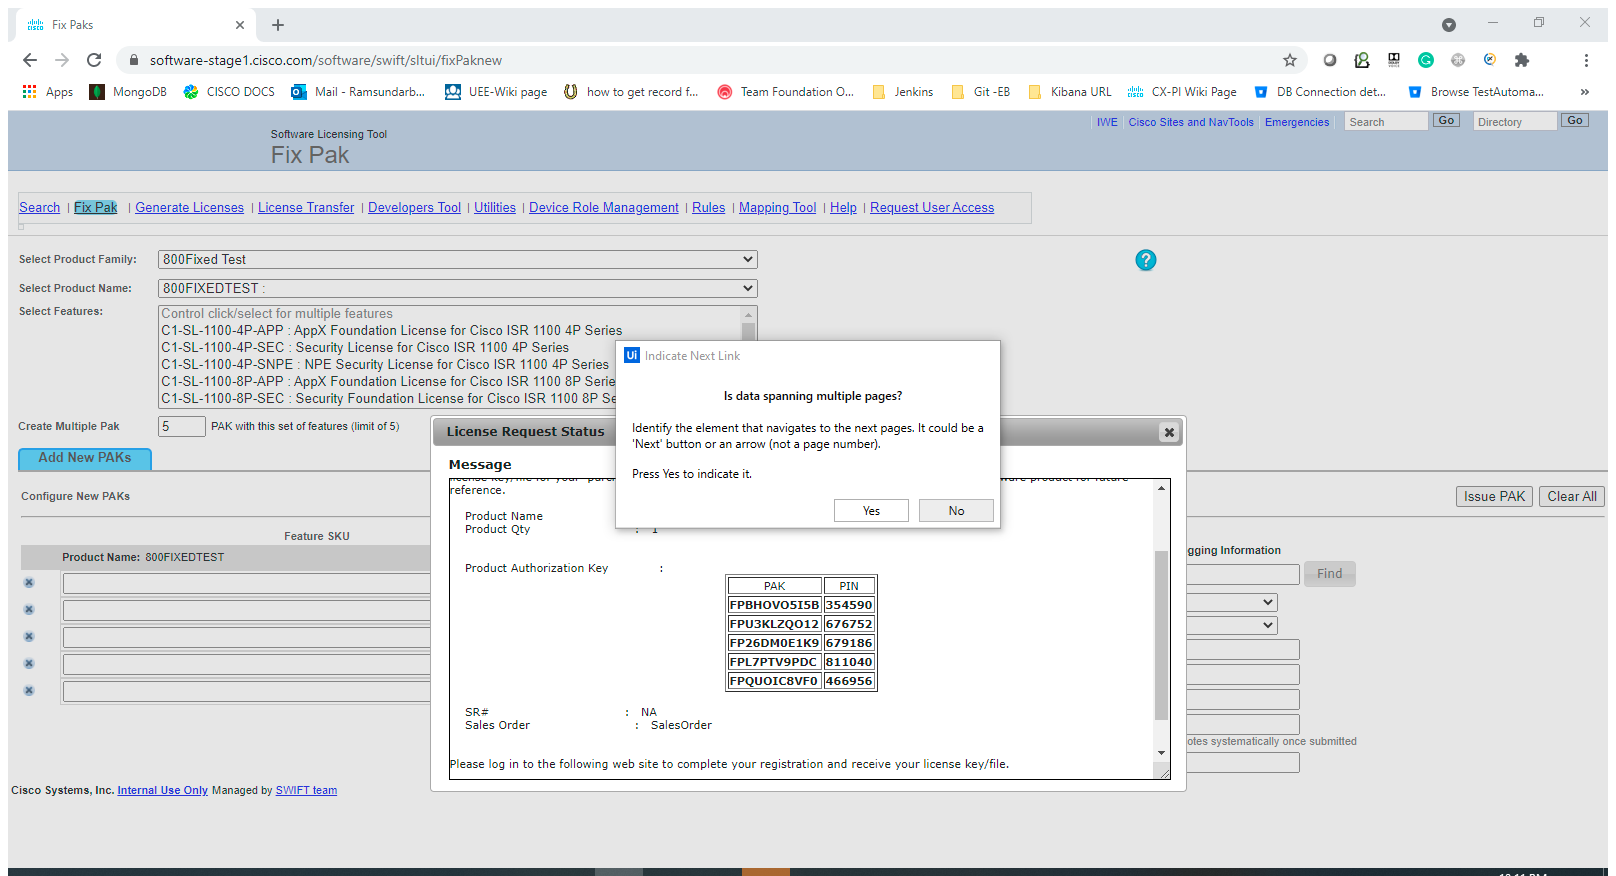 Fix Paks
software-stage1.cisco.com/software/swift/sltui/fixPaknew
Apps MongoDB CISCO DOCS Mail - Ramsundarb... UEE-Wiki page how to get record f... Team Foundation O... Jenkins Git -EB Kibana URL CX-PI Wiki Page DB Connection det... Browse TestAutoma... »
IWE Cisco Sites and NavTools Emergencies Search Go Directory Go
Software Licensing Tool
Fix Pak
Search | Fix Pak | Generate Licenses | License Transfer | Developers Tool | Utilities | Device Role Management | Rules | Mapping Tool | Help | Request User Access
Select Product Family: 800Fixed Test
?
Select Product Name: 800FIXEDTEST :
Select Features: Control click/select for multiple features
C1-SL-1100-4P-APP : AppX Foundation License for Cisco ISR 1100 4P Series
C1-SL-1100-4P-SEC : Security License for Cisco ISR 1100 4P Series
C1-SL-1100-4P-SNPE : NPE Security License for Cisco ISR 1100 4P Series
C1-SL-1100-8P-APP : AppX Foundation License for Cisco ISR 1100 8P Serie
C1-SL-1100-8P-SEC : Security Foundation License for Cisco ISR 1100 8P Se
Create Multiple Pak 5 PAK with this set of features (limit of 5)
Add New PAKs
Configure New PAKs
Issue PAK Clear All
Feature SKU
Product Name: 800FIXEDTEST
Ui Indicate Next Link
Is data spanning multiple pages?
Identify the element that navigates to the next pages. It could be a
'Next' button or an arrow (not a page number).
Press Yes to indicate it.
Yes No
License Request Status
Message
reference.
Product Name
Product Qty : 1
Product Authorization Key :
PAK PIN
FPBHOVO5I5B 354590
FPU3KLZQO12 676752
FP26DM0E1K9 679186
FPL7PTV9PDC 811040
FPQUOIC8VF0 466956
SR# : NA
Sales Order : SalesOrder
Please log in to the following web site to complete your registration and receive your license key/file.
gging Information
Find
otes systematically once submitted
Cisco Systems, Inc. Internal Use Only Managed by SWIFT team